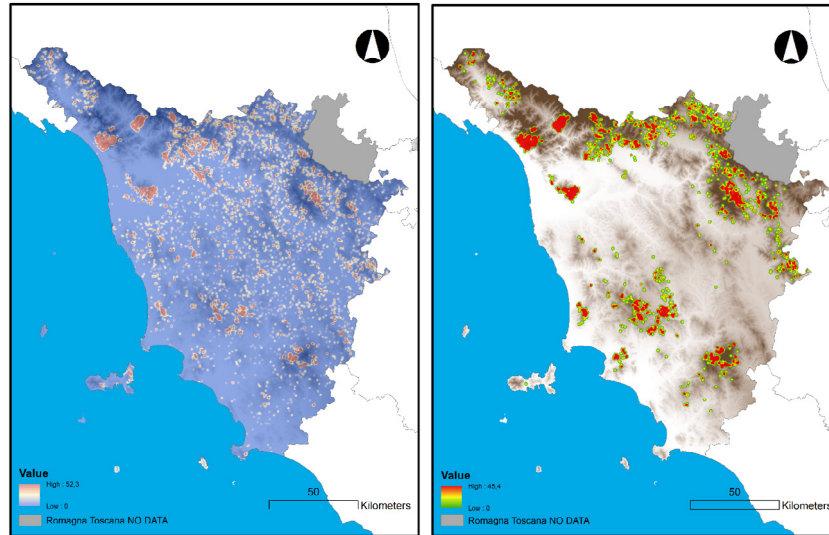 Value
High : 52,3
Low : 0
Romagna Toscana NO DATA
50
Kilometers
Value
High : 45,4
Low : 0
Romagna Toscana NO DATA
50
Kilometers